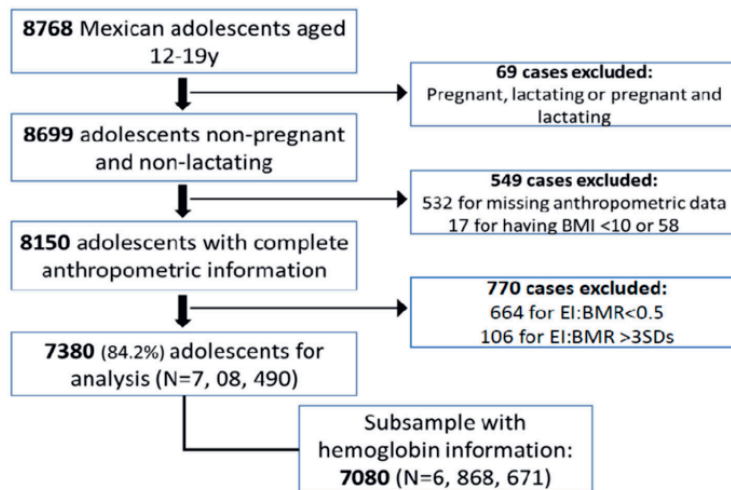 8768 Mexican adolescents aged
12-19y
69 cases excluded:
Pregnant, lactating or pregnant and
lactating
8699 adolescents non-pregnant
and non-lactating
549 cases excluded:
532 for missing anthropometric data
17 for having BMI <10 or 58
8150 adolescents with complete
anthropometric information
770 cases excluded:
664 for EI:BMR<0.5
106 for EI:BMR >3SDs
7380 (84.2%) adolescents for
analysis (N=7, 08, 490)
Subsample with
hemoglobin information:
7080 (N=6, 868, 671)